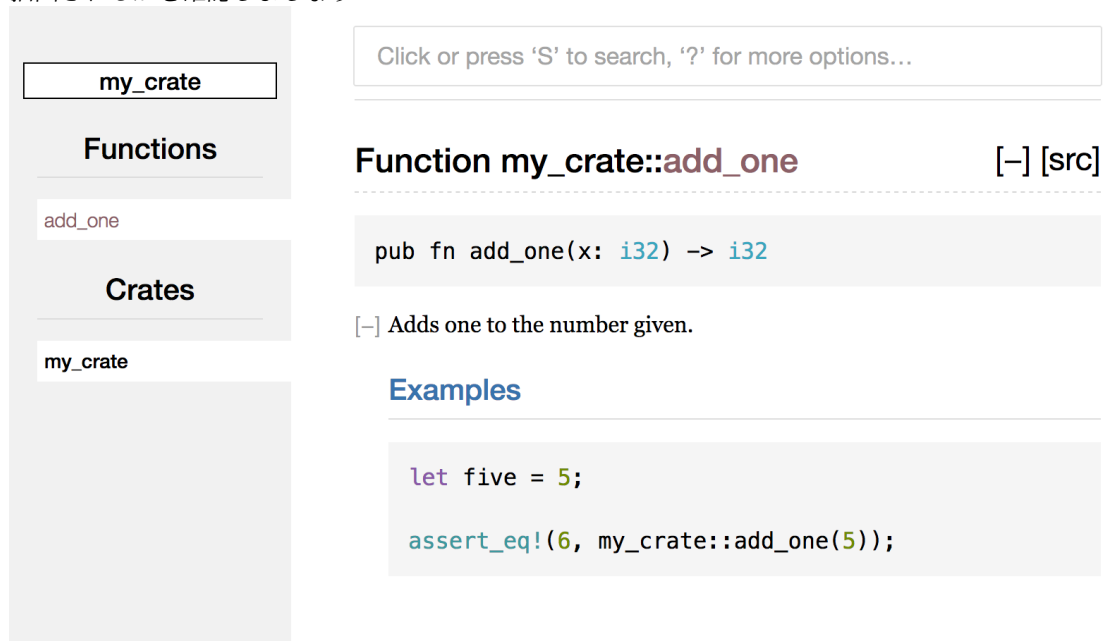 my_crate
Functions
add_one
Crates
my_crate
Click or press ‘S’ to search, ‘?’ for more options…
Function my_crate::add_one [–] [src]
pub fn add_one(x: i32) -> i32
[–] Adds one to the number given.
Examples
let five = 5;
assert_eq!(6, my_crate::add_one(5));